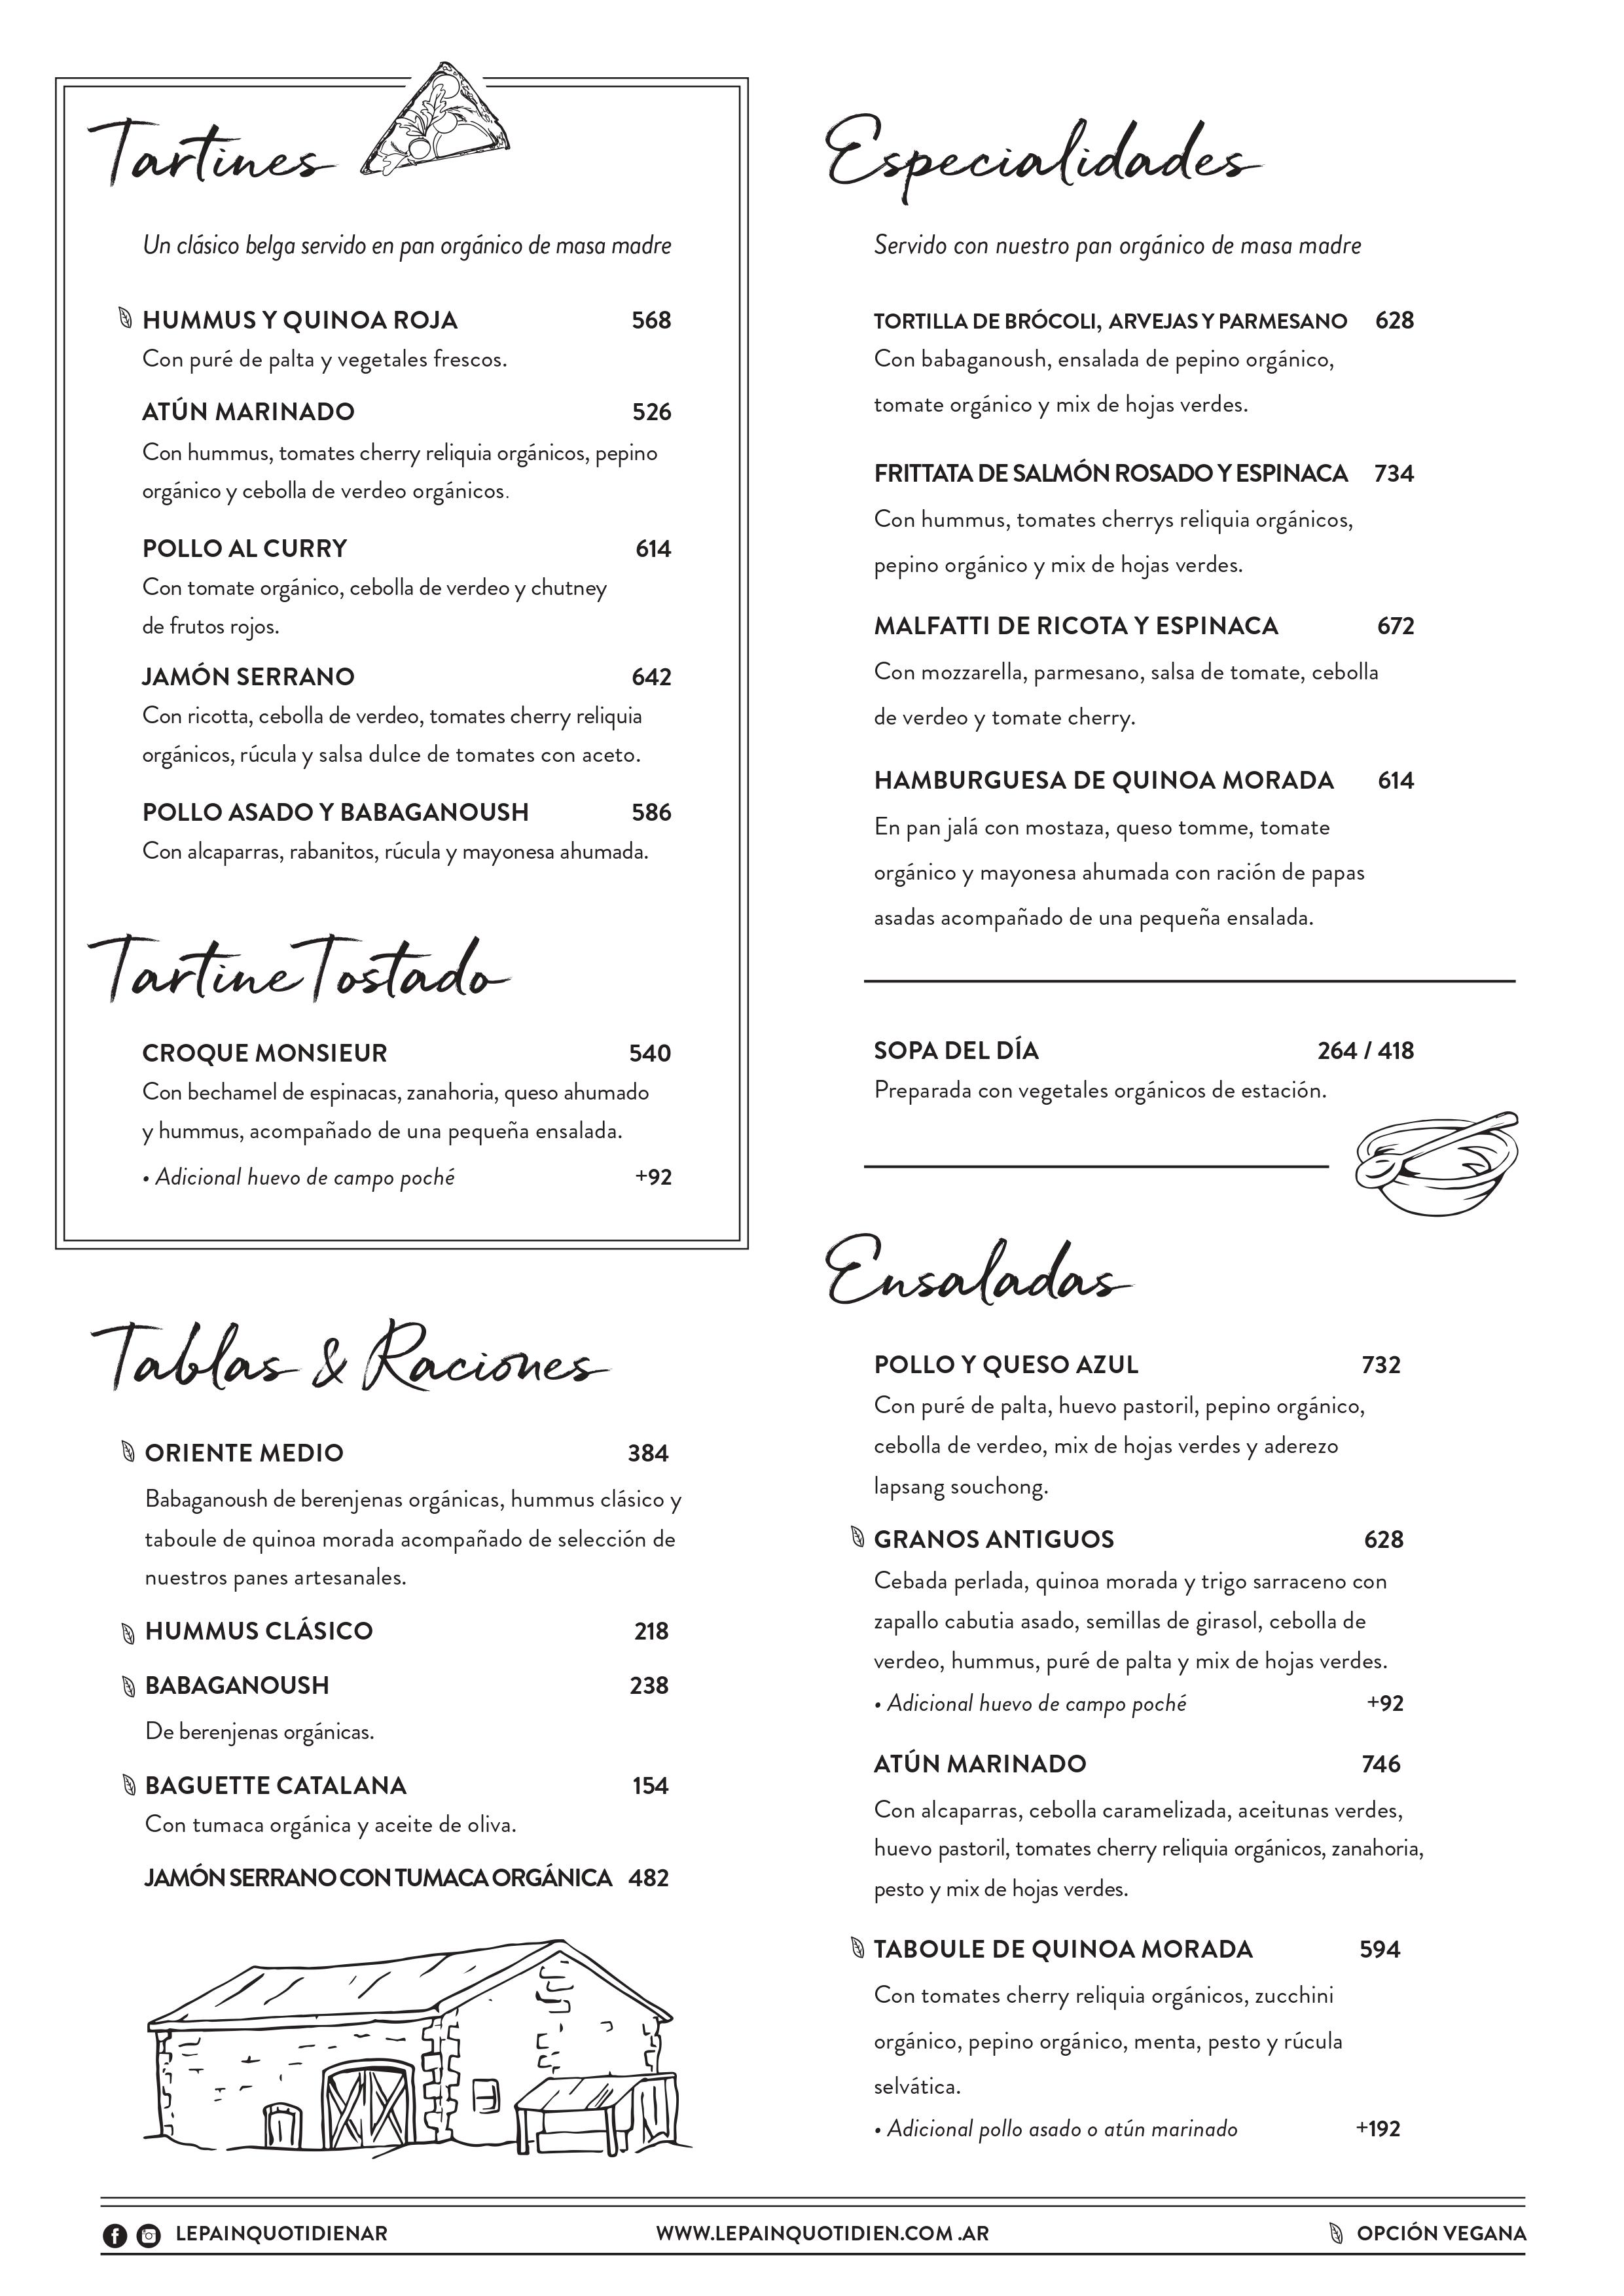 Tartines
Un clásico belga servido en pan orgánico de masa madre
HUMMUS Y QUINOA ROJA 568
Con puré de palta y vegetales frescos.
ATÚN MARINADO 526
Con hummus, tomates cherry reliquia orgánicos, pepino
orgánico y cebolla de verdeo orgánicos.
POLLO AL CURRY 614
Con tomate orgánico, cebolla de verdeo y chutney
de frutos rojos.
JAMÓN SERRANO 642
Con ricotta, cebolla de verdeo, tomates cherry reliquia
orgánicos, rúcula y salsa dulce de tomates con aceto.
POLLO ASADO Y BABAGANOUSH 586
Con alcaparras, rabanitos, rúcula y mayonesa ahumada.
Tartine Tostado
CROQUE MONSIEUR 540
Con bechamel de espinacas, zanahoria, queso ahumado
y hummus, acompañado de una pequeña ensalada.
• Adicional huevo de campo poché +92
Tablas & Raciones
ORIENTE MEDIO 384
Babaganoush de berenjenas orgánicas, hummus clásico y
taboule de quinoa morada acompañado de selección de
nuestros panes artesanales.
HUMMUS CLÁSICO 218
BABAGANOUSH 238
De berenjenas orgánicas.
BAGUETTE CATALANA 154
Con tumaca orgánica y aceite de oliva.
JAMÓN SERRANO CON TUMACA ORGÁNICA 482
Especialidades
Servido con nuestro pan orgánico de masa madre
TORTILLA DE BRÓCOLI, ARVEJAS Y PARMESANO 628
Con babaganoush, ensalada de pepino orgánico,
tomate orgánico y mix de hojas verdes.
FRITTATA DE SALMÓN ROSADO Y ESPINACA 734
Con hummus, tomates cherrys reliquia orgánicos,
pepino orgánico y mix de hojas verdes.
MALFATTI DE RICOTA Y ESPINACA 672
Con mozzarella, parmesano, salsa de tomate, cebolla
de verdeo y tomate cherry.
HAMBURGUESA DE QUINOA MORADA 614
En pan jalá con mostaza, queso tomme, tomate
orgánico y mayonesa ahumada con ración de papas
asadas acompañado de una pequeña ensalada.
SOPA DEL DÍA 264 / 418
Preparada con vegetales orgánicos de estación.
Ensaladas
POLLO Y QUESO AZUL 732
Con puré de palta, huevo pastoril, pepino orgánico,
cebolla de verdeo, mix de hojas verdes y aderezo
lapsang souchong.
GRANOS ANTIGUOS 628
Cebada perlada, quinoa morada y trigo sarraceno con
zapallo cabutia asado, semillas de girasol, cebolla de
verdeo, hummus, puré de palta y mix de hojas verdes.
• Adicional huevo de campo poché +92
ATÚN MARINADO 746
Con alcaparras, cebolla caramelizada, aceitunas verdes,
huevo pastoril, tomates cherry reliquia orgánicos, zanahoria,
pesto y mix de hojas verdes.
TABOULE DE QUINOA MORADA 594
Con tomates cherry reliquia orgánicos, zucchini
orgánico, pepino orgánico, menta, pesto y rúcula
selvática.
• Adicional pollo asado o atún marinado +192
LEPAINQUOTIDIENAR WWW.LEPAINQUOTIDIEN.COM .AR OPCIÓN VEGANA